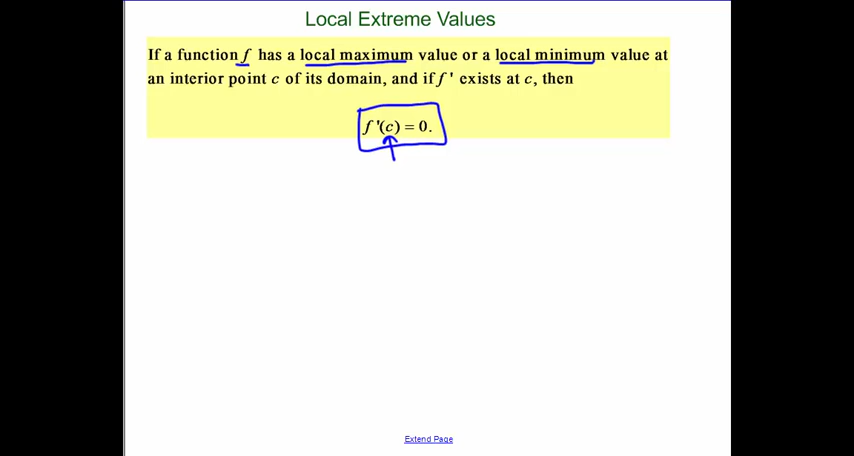 Local Extreme Values
If a function f has a local maximum value or a local minimum value at
an interior point c of its domain, and if f ' exists at c, then
f '(c) = 0.
Extend Page